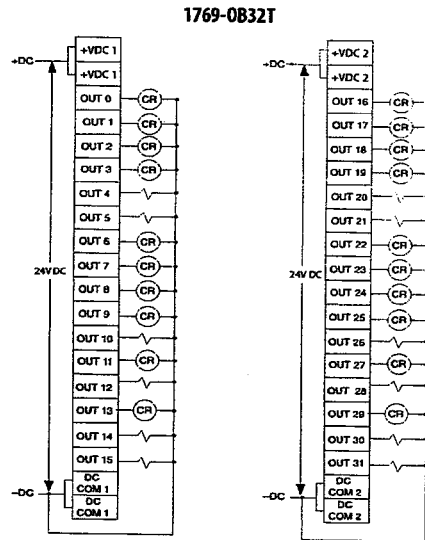 1769-0B32T
+VDC 1
+DC
+VDC 1
OUT 0 CR
OUT 1 CR
OUT 2 CR
OUT 3 CR
OUT 4
OUT 5
OUT 6 CR
OUT 7 CR
24V DC
OUT 8 CR
OUT 9 CR
OUT 10
OUT 11 CR
OUT 12
OUT 13 CR
OUT 14
OUT 15
DC
COM 1
-DC
DC
COM 1
+VDC 2
+DC
+VDC 2
OUT 16 CR
OUT 17 CR
OUT 18 CR
OUT 19 CR
OUT 20
OUT 21
OUT 22 CR
OUT 23 CR
24V DC
OUT 24 CR
OUT 25 CR
OUT 26
OUT 27 CR
OUT 28
OUT 29 CR
OUT 30
OUT 31
DC
COM 2
-DC
DC
COM 2